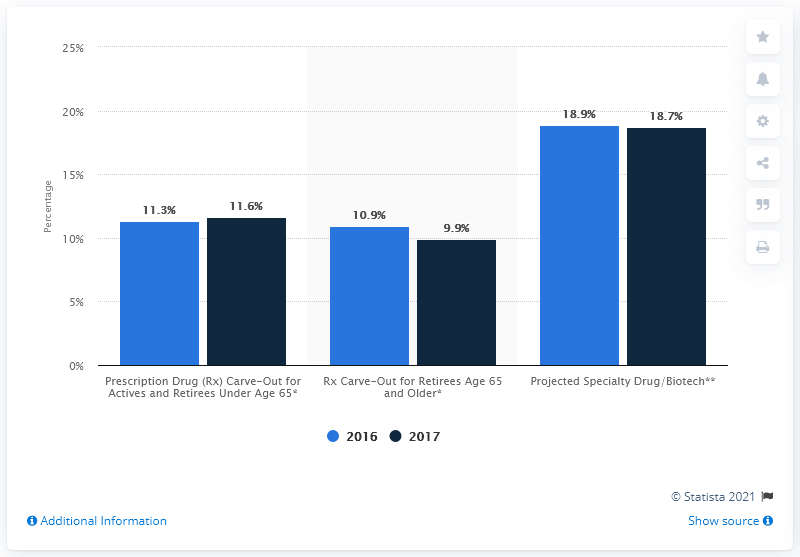 25%
20%
15%
10%
5%
0%
Percentage
11.3%
11.6%
10.9%
9.9%
18.9%
18.7%
Prescription Drug (Rx) Carve-Out for
Actives and Retirees Under Age 65*
Rx Carve-Out for Retirees Age 65
and Older*
Projected Specialty Drug/Biotech**
2016
2017
© Statista 2021
Additional Information
Show source